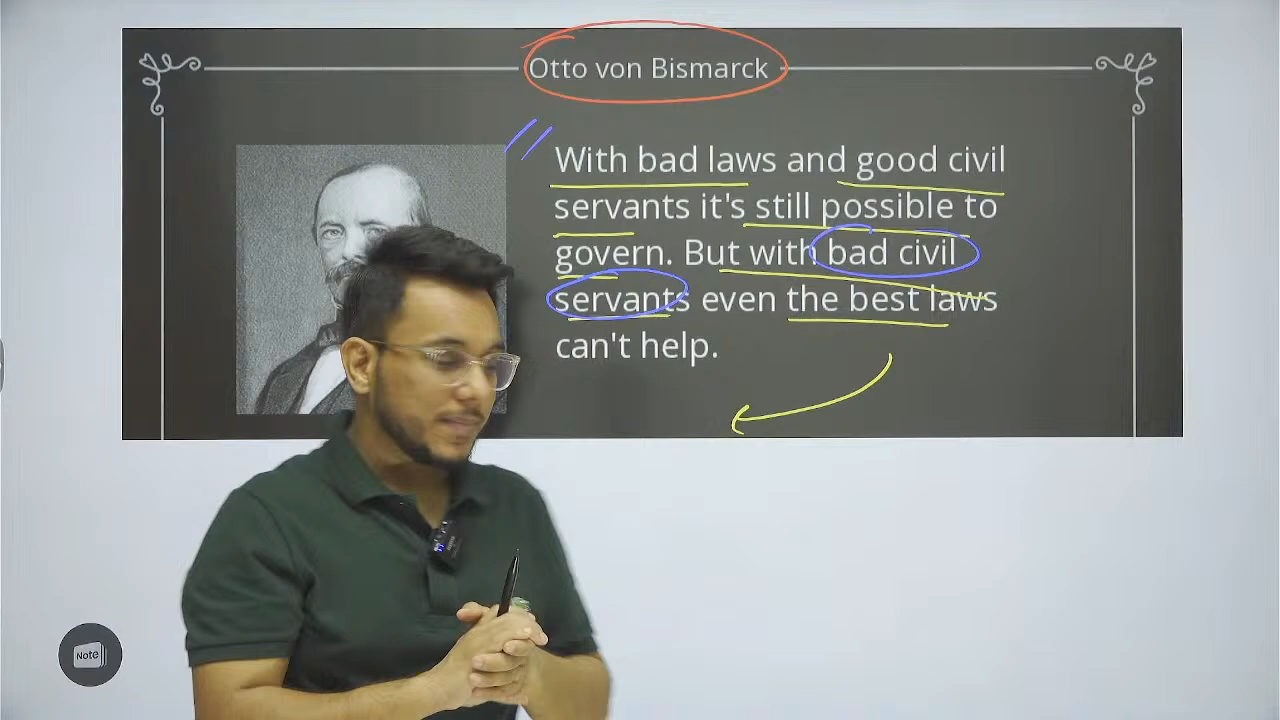 Otto von Bismarck
With bad laws and good civil
servants it's still possible to
govern. But with bad civil
servants even the best laws
can't help.
Note